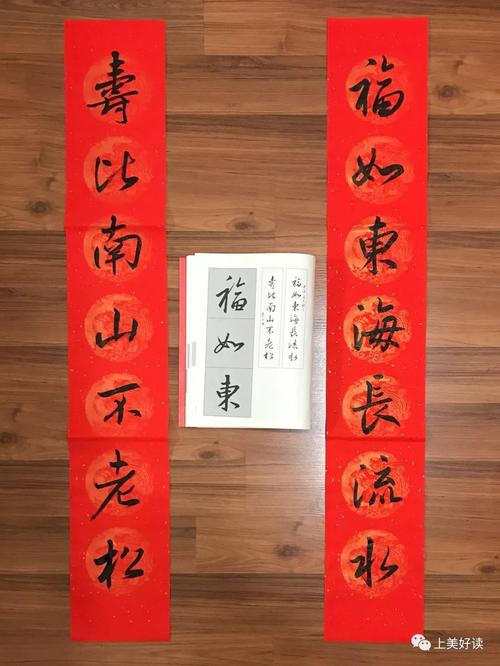 福如東海長流水
壽比南山不老松
福如東海長流水
壽比南山不老松
福如東
上美好读